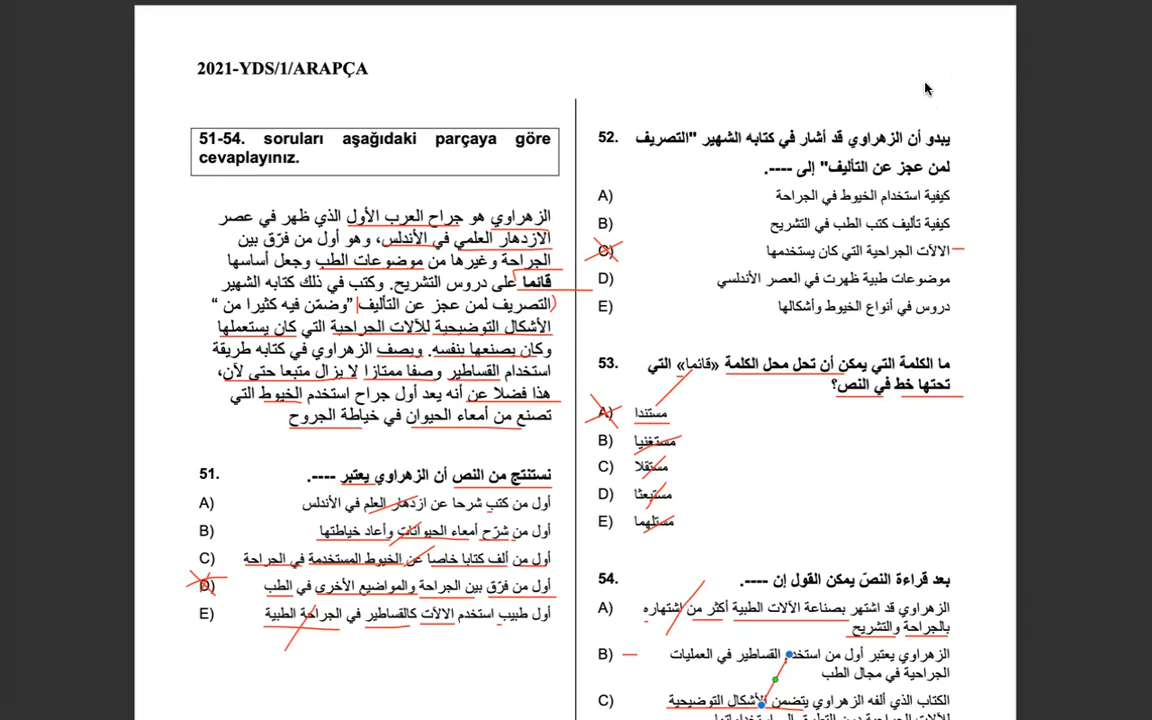 2021-YDS/1/ARAPÇA
51-54. soruları aşağıdaki parçaya göre
cevaplayınız.
الزهراوي هو جراح العرب الأول الذي ظهر في عصر
الازدهار العلمي في الأندلس، وهو أول من فرّق بين
الجراحة وغيرها من موضوعات الطب وجعل أساسها
قائما على دروس التشريح. وكتب في ذلك كتابه الشهير
التصريف لمن عجز عن التأليف "وضمّن فيه كثيرا من "
الأشكال التوضيحية للآلات الجراحية التي كان يستعملها
وكان يصنعها بنفسه. ويصف الزهراوي في كتابه طريقة
استخدام القساطير وصفا ممتازا لا يزال متبعا حتى لآن،
هذا فضلا عن أنه يعد أول جراح استخدم الخيوط التي
تصنع من أمعاء الحيوان في خياطة الجروح
51. نستنتج من النص أن الزهراوي يعتبر ----.
A) أول من كتب شرحا عن ازدهار العلم في الأندلس
B) أول من شرّح أمعاء الحيوانات وأعاد خياطتها
C) أول من ألف كتابا خاصا عن الخيوط المستخدمة في الجراحة
D) أول من فرّق بين الجراحة والمواضيع الأخرى في الطب
E) أول طبيب استخدم الالات كالقساطير في الجراحة الطبية
52. يبدو أن الزهراوي قد أشار في كتابه الشهير "التصريف
لمن عجز عن التأليف" إلى ----.
A) كيفية استخدام الخيوط في الجراحة
B) كيفية تأليف كتب الطب في التشريح
C) الالات الجراحية التي كان يستخدمها
D) موضوعات طبية ظهرت في العصر الأندلسي
E) دروس في أنواع الخيوط وأشكالها
53. ما الكلمة التي يمكن أن تحل محل الكلمة «قائما» التي
تحتها خط في النص؟
A) مستندا
B) مستغنيا
C) مستقلا
D) مستبعثا
E) مستلهما
54. بعد قراءة النصّ يمكن القول إن ----.
A) الزهراوي قد اشتهر بصناعة الآلات الطبية أكثر من اشتهاره
بالجراحة والتشريح
B) الزهراوي يعتبر أول من استخدم القساطير في العمليات
الجراحية في مجال الطب
C) الكتاب الذي ألفه الزهراوي يتضمن الأشكال التوضيحية